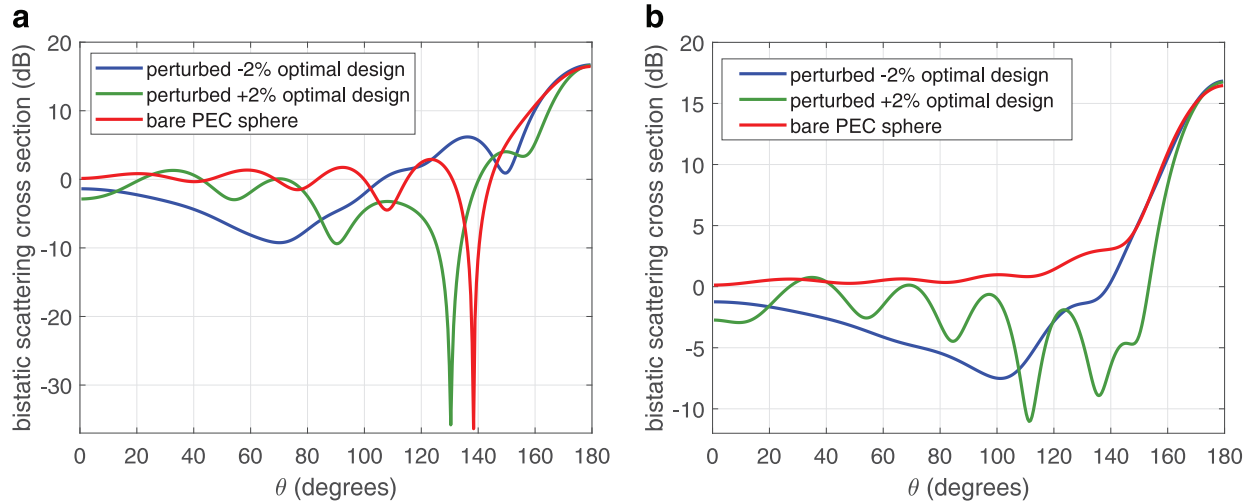 a
bistatic scattering cross section (dB)
20
10
0
-10
-20
-30
perturbed -2% optimal design
perturbed +2% optimal design
bare PEC sphere
0 20 40 60 80 100 120 140 160 180
θ (degrees)
b
bistatic scattering cross section (dB)
20
15
10
5
0
-5
-10
perturbed -2% optimal design
perturbed +2% optimal design
bare PEC sphere
0 20 40 60 80 100 120 140 160 180
θ (degrees)